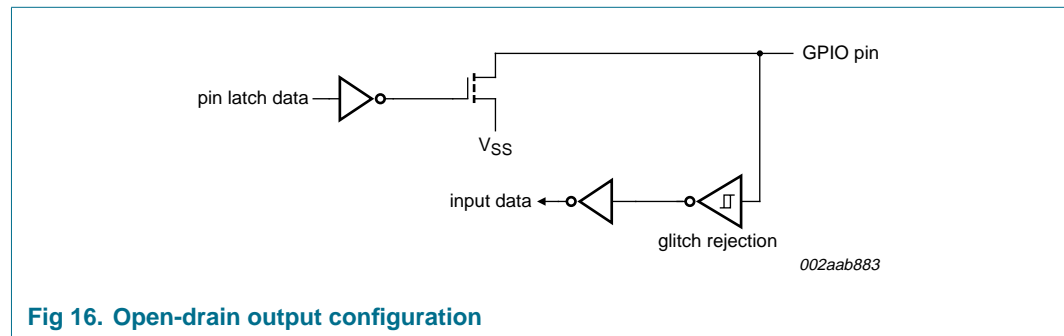 GPIO pin
pin latch data
VSS
input data
glitch rejection
002aab883
Fig 16. Open-drain output configuration